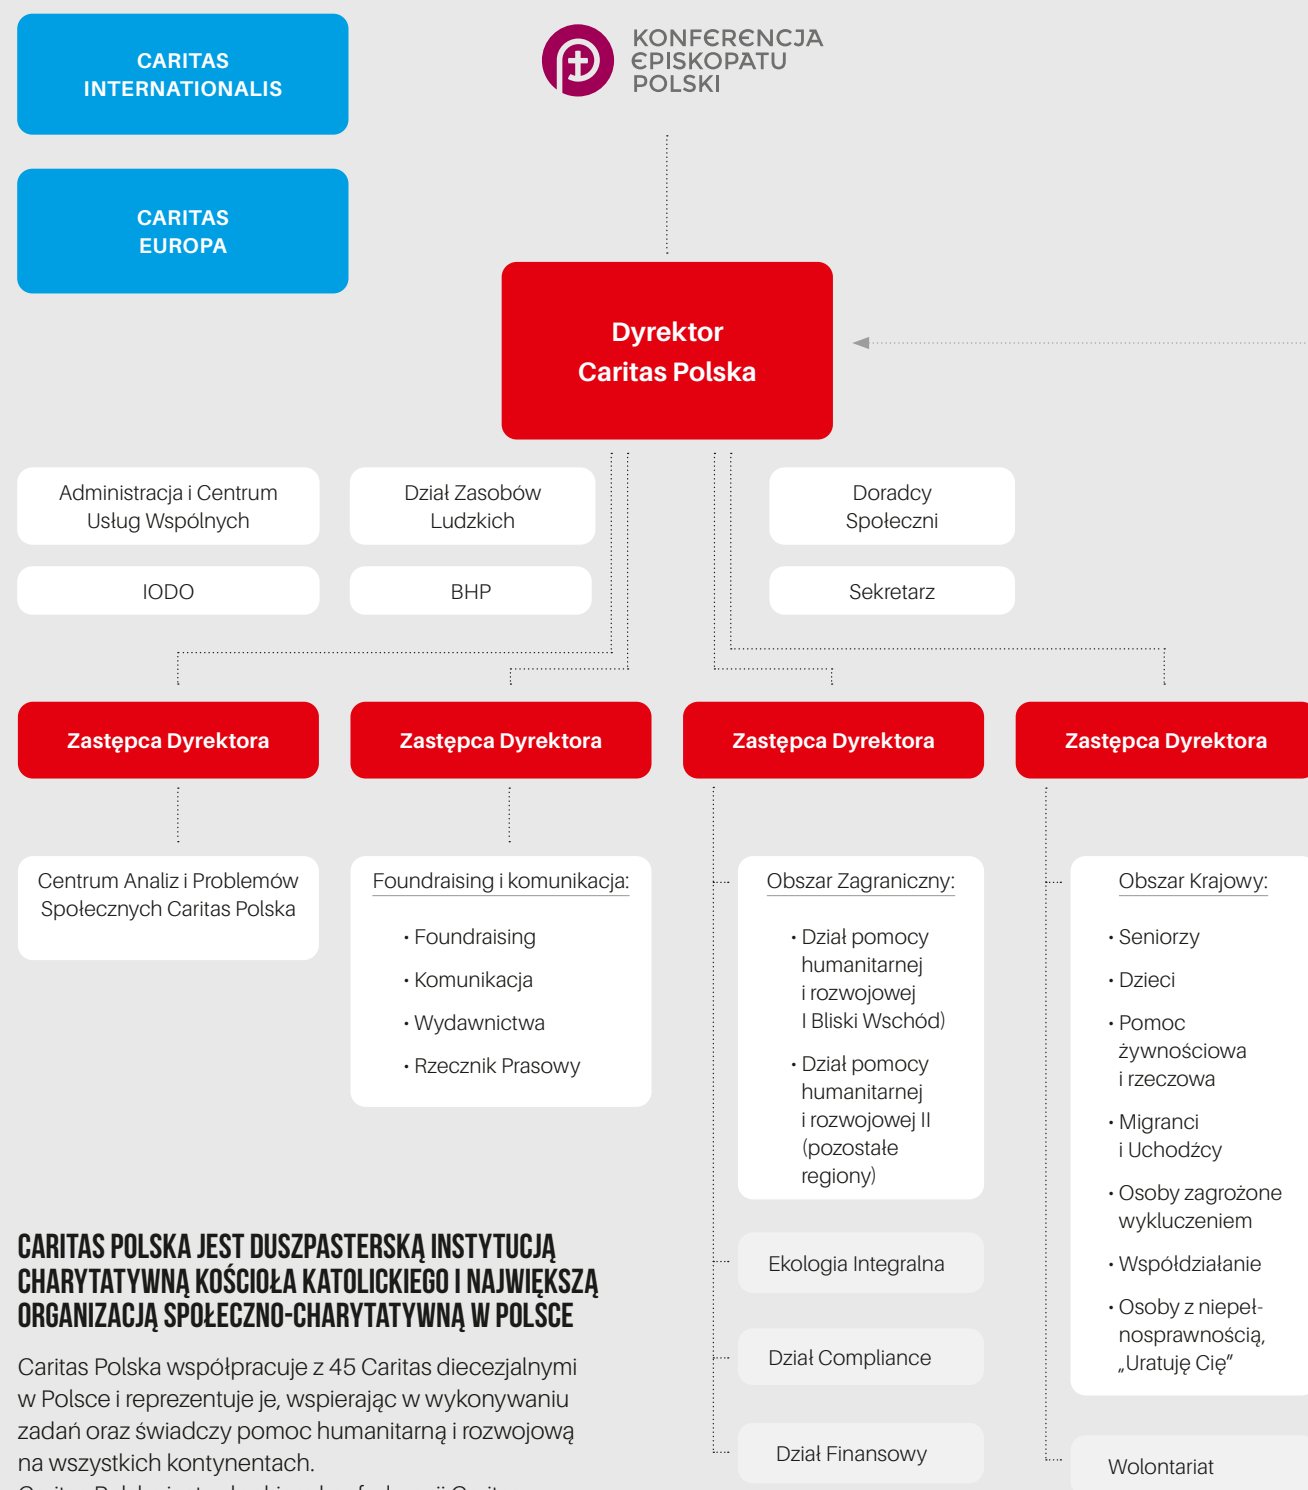 CARITAS
INTERNATIONALIS
KONFERENCJA
EPISKOPATU
POLSKI
CARITAS
EUROPA
Dyrektor
Caritas Polska
Administracja i Centrum
Usług Wspólnych
Dział Zasobów
Ludzkich
Doradcy
Społeczni
IODO
BHP
Sekretarz
Zastępca Dyrektora
Zastępca Dyrektora
Zastępca Dyrektora
Zastępca Dyrektora
Centrum Analiz i Problemów
Społecznych Caritas Polska
Foundraising i komunikacja:
• Foundraising
• Komunikacja
• Wydawnictwa
• Rzecznik Prasowy
Obszar Zagraniczny:
• Dział pomocy
humanitarnej
i rozwojowej
I Bliski Wschód)
• Dział pomocy
humanitarnej
i rozwojowej II
(pozostałe
regiony)
Ekologia Integralna
Dział Compliance
Dział Finansowy
Obszar Krajowy:
• Seniorzy
• Dzieci
• Pomoc
żywnościowa
i rzeczowa
• Migranci
i Uchodźcy
• Osoby zagrożone
wykluczeniem
• Współdziałanie
• Osoby z niepeł-
nosprawnością,
„Uratuję Cię”
Wolontariat
CARITAS POLSKA JEST DUSZPASTERSKĄ INSTYTUCJĄ
CHARYTATYWNĄ KOŚCIOŁA KATOLICKIEGO I NAJWIĘKSZĄ
ORGANIZACJĄ SPOŁECZNO-CHARYTATYWNĄ W POLSCE
Caritas Polska współpracuje z 45 Caritas diecezjalnymi
w Polsce i reprezentuje je, wspierając w wykonywaniu
zadań oraz świadczy pomoc humanitarną i rozwojową
na wszystkich kontynentach.